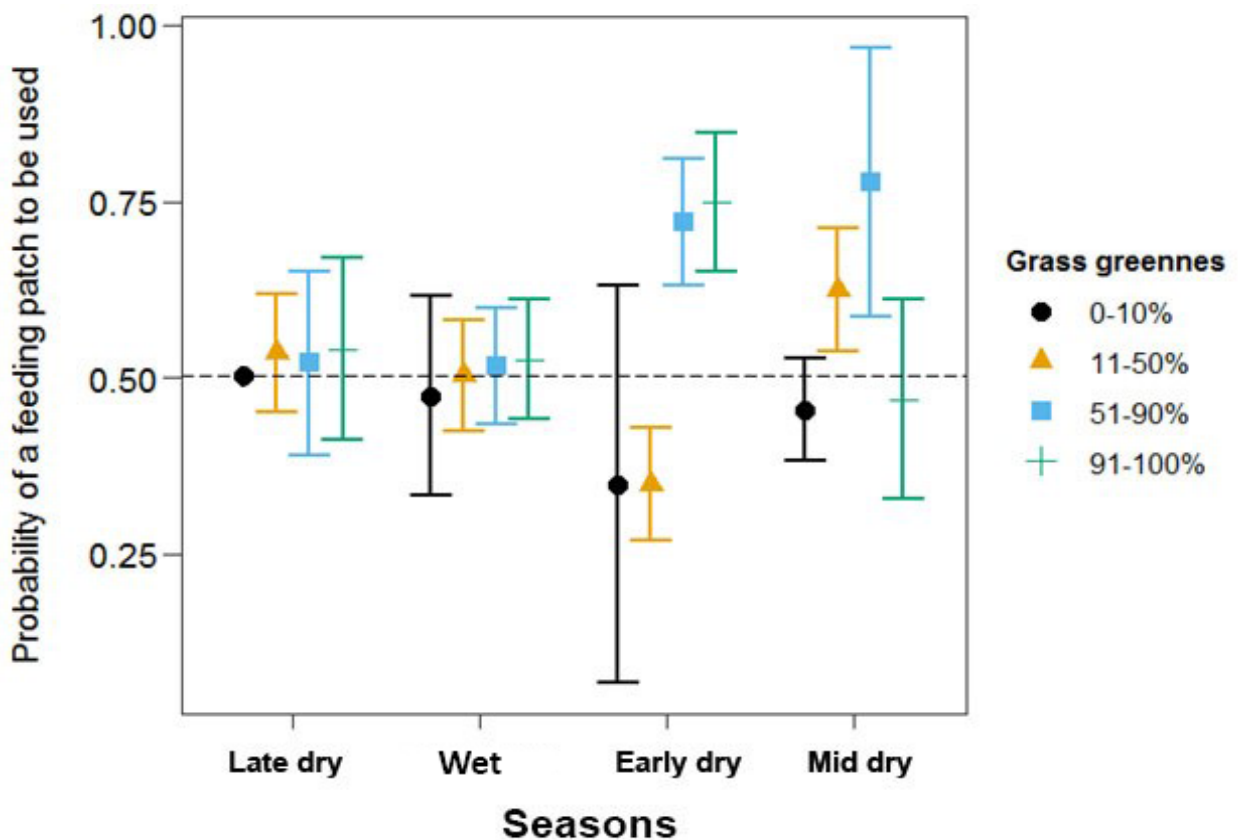 Probability of a feeding patch to be used
1.00
0.75
0.50
0.25
Late dry
Wet
Early dry
Mid dry
Seasons
Grass greennes
0-10%
11-50%
51-90%
91-100%